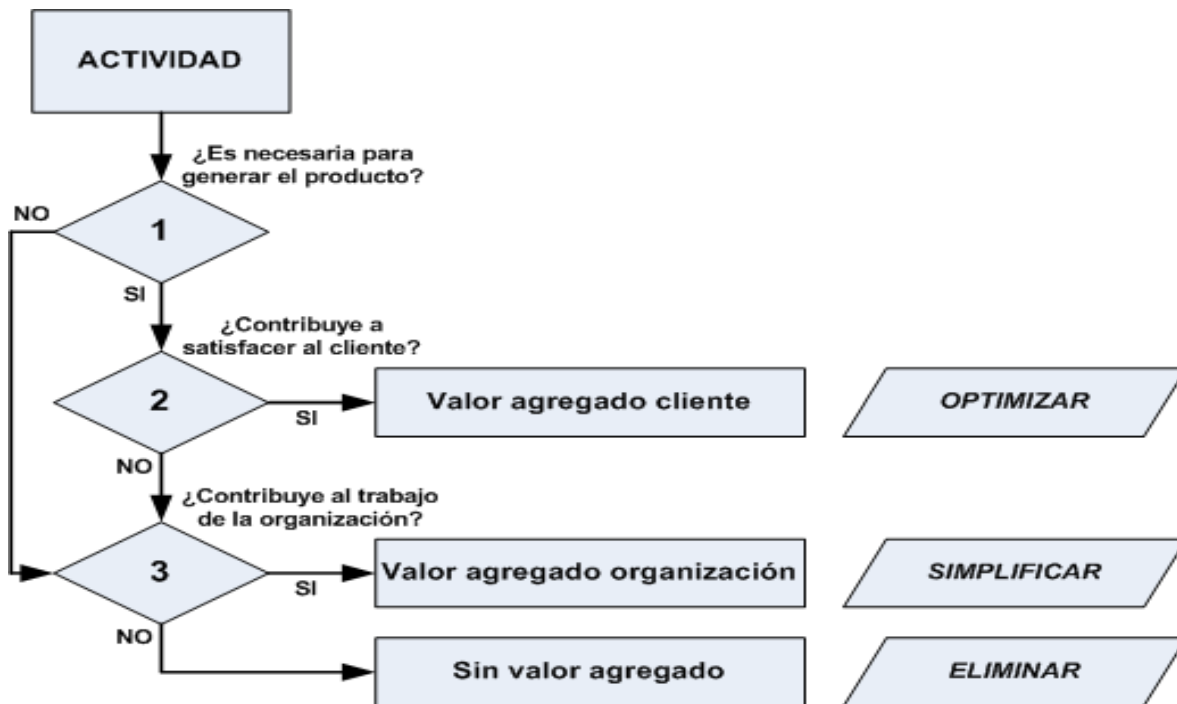 ACTIVIDAD
¿Es necesaria para
generar el producto?
NO
1
SI
¿Contribuye a
satisfacer al cliente?
2
SI
Valor agregado cliente
OPTIMIZAR
NO
¿Contribuye al trabajo
de la organización?
3
SI
Valor agregado organización
SIMPLIFICAR
NO
Sin valor agregado
ELIMINAR